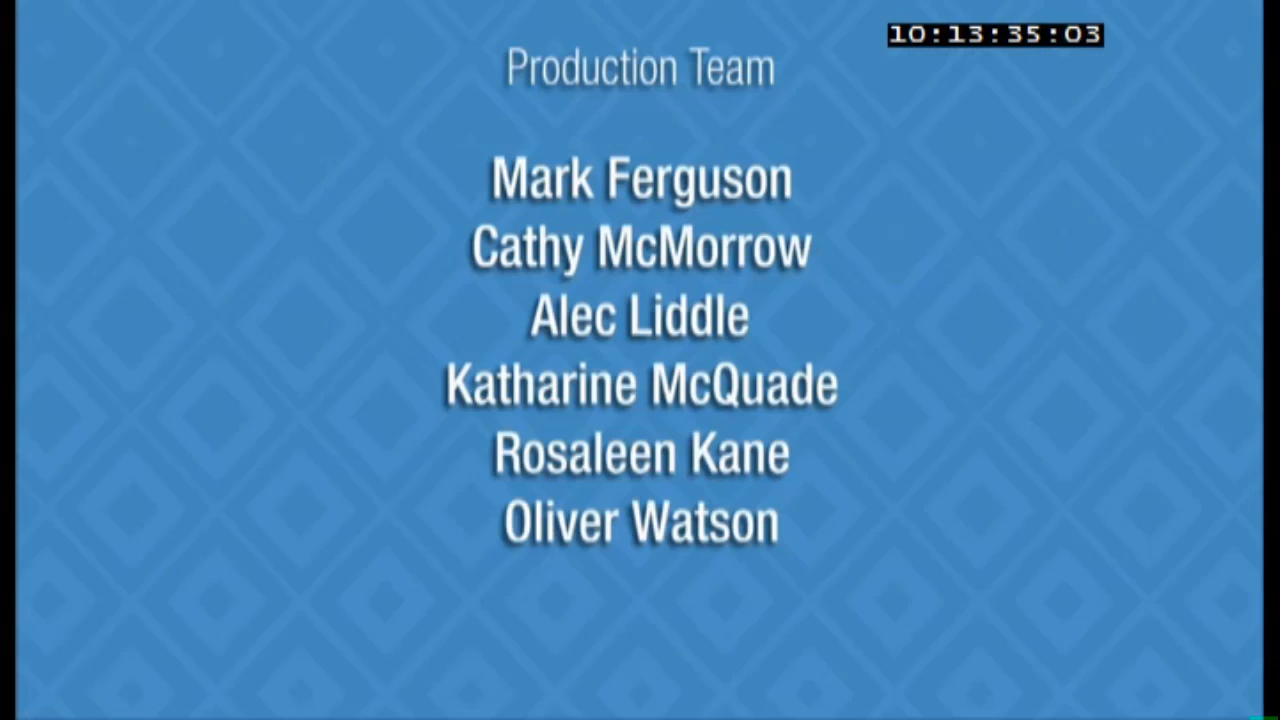 10:13:35:03
Production Team
Mark Ferguson
Cathy McMorrow
Alec Liddle
Katharine McQuade
Rosaleen Kane
Oliver Watson